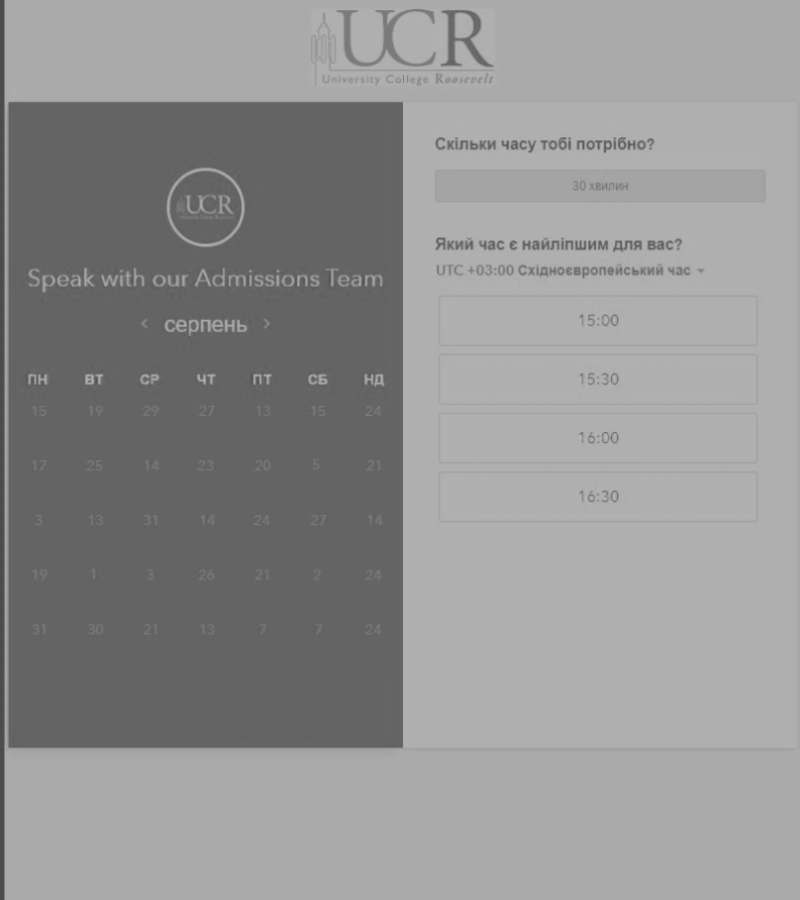 UCR
University College Roosevelt
UCR
Speak with our Admissions Team
‹ серпень ›
ПН ВТ СР ЧТ ПТ СБ НД
15 19 29 27 13 15 24
17 25 14 23 20 5 21
3 13 31 14 24 27 14
19 1 3 26 21 2 24
31 30 21 13 7 7 24
Скільки часу тобі потрібно?
30 хвилин
Який час є найліпшим для вас?
UTC +03:00 Східноєвропейський час
15:00
15:30
16:00
16:30